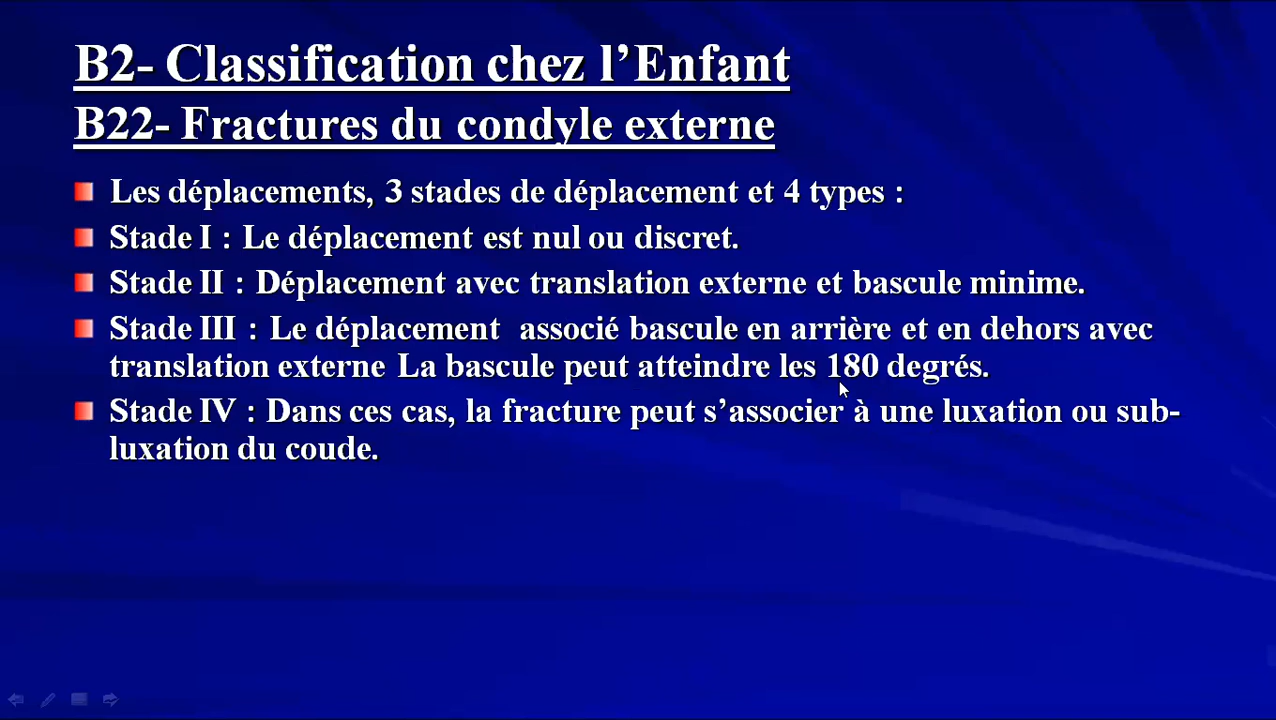 B2- Classification chez l’Enfant
B22- Fractures du condyle externe
Les déplacements, 3 stades de déplacement et 4 types :
Stade I : Le déplacement est nul ou discret.
Stade II : Déplacement avec translation externe et bascule minime.
Stade III : Le déplacement associé bascule en arrière et en dehors avec
translation externe La bascule peut atteindre les 180 degrés.
Stade IV : Dans ces cas, la fracture peut s’associer à une luxation ou sub-
luxation du coude.